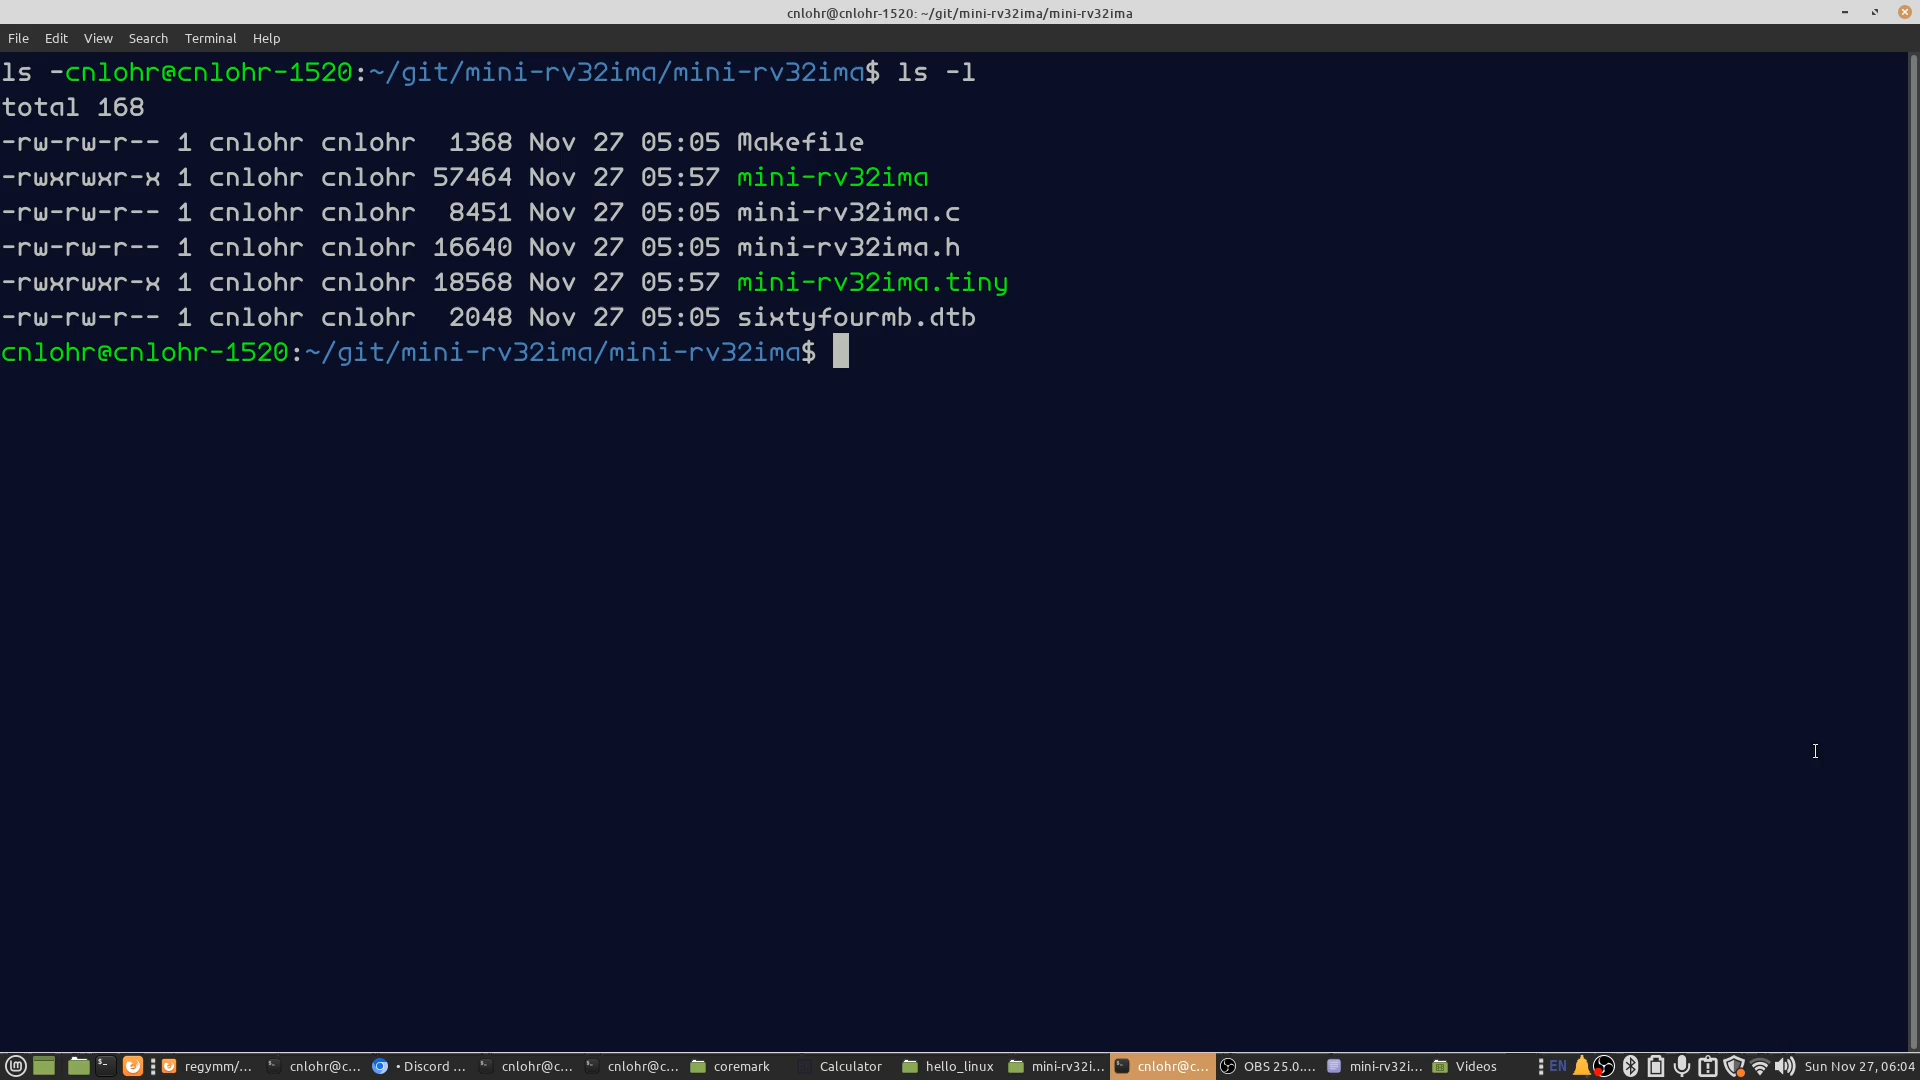 cnlohr@cnlohr-1520: ~/git/mini-rv32ima/mini-rv32ima
File Edit View Search Terminal Help
ls -cnlohr@cnlohr-1520:~/git/mini-rv32ima/mini-rv32ima$ ls -l
total 168
-rw-rw-r-- 1 cnlohr cnlohr  1368 Nov 27 05:05 Makefile
-rwxrwxr-x 1 cnlohr cnlohr 57464 Nov 27 05:57 mini-rv32ima
-rw-rw-r-- 1 cnlohr cnlohr  8451 Nov 27 05:05 mini-rv32ima.c
-rw-rw-r-- 1 cnlohr cnlohr 16640 Nov 27 05:05 mini-rv32ima.h
-rwxrwxr-x 1 cnlohr cnlohr 18568 Nov 27 05:57 mini-rv32ima.tiny
-rw-rw-r-- 1 cnlohr cnlohr  2048 Nov 27 05:05 sixtyfourmb.dtb
cnlohr@cnlohr-1520:~/git/mini-rv32ima/mini-rv32ima$
regymm/... cnlohr@c... • Discord ... cnlohr@c... cnlohr@c... coremark Calculator hello_linux mini-rv32i... cnlohr@c... OBS 25.0.... mini-rv32i... Videos EN Sun Nov 27, 06:04